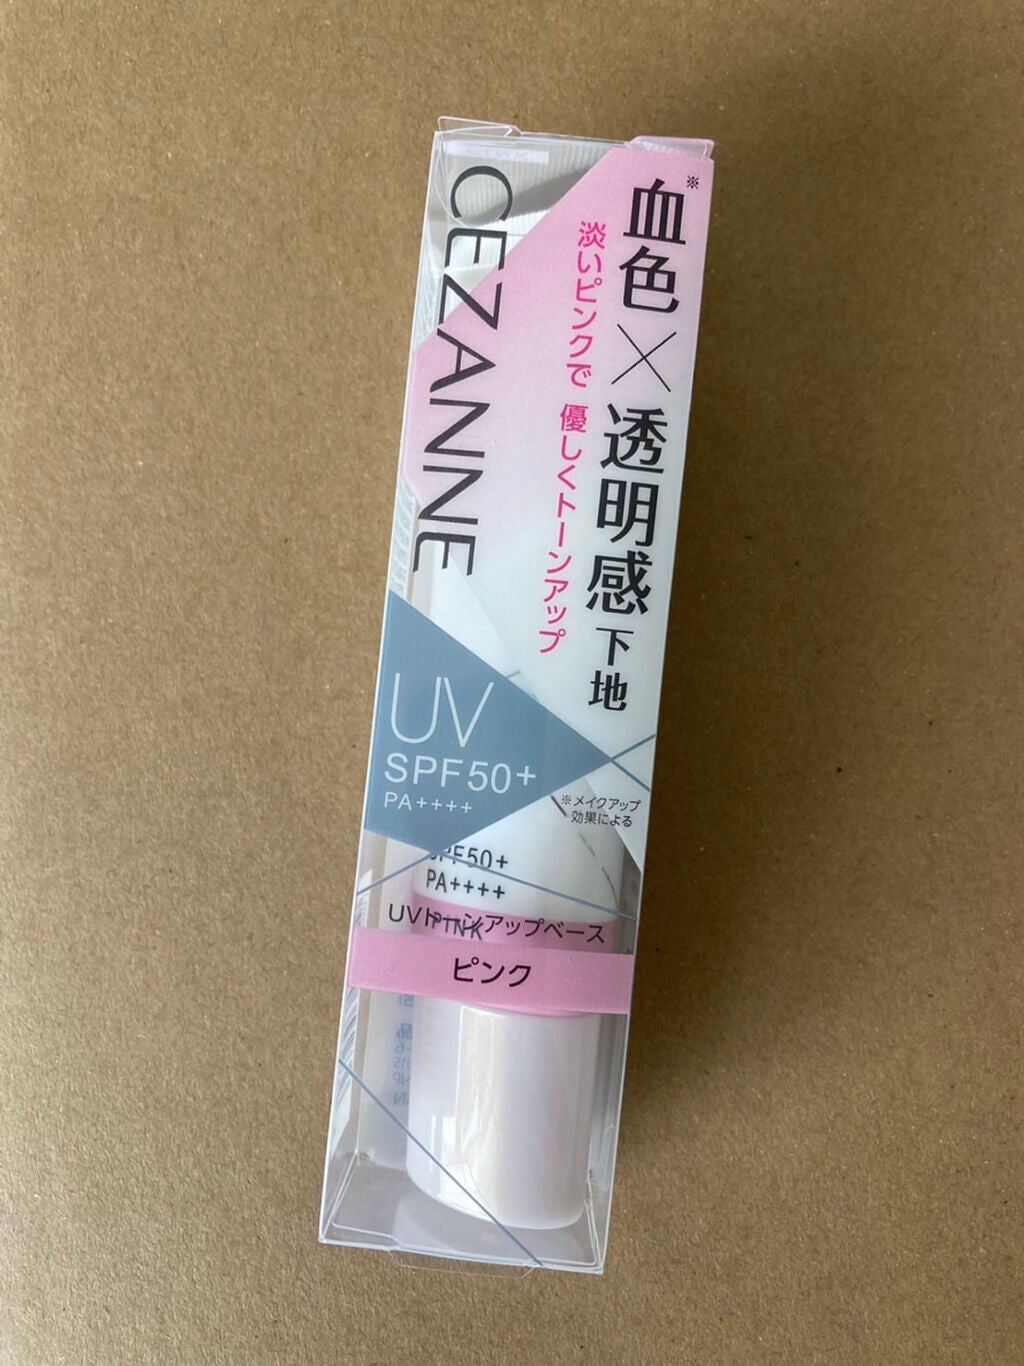 ※
血色×透明感下地
淡いピンクで 優しくトーンアップ
CEZANNE
UV
SPF50+
PA++++
※メイクアップ
効果による
SPF50+
PA++++
PINK
UVトーンアップベース
ピンク